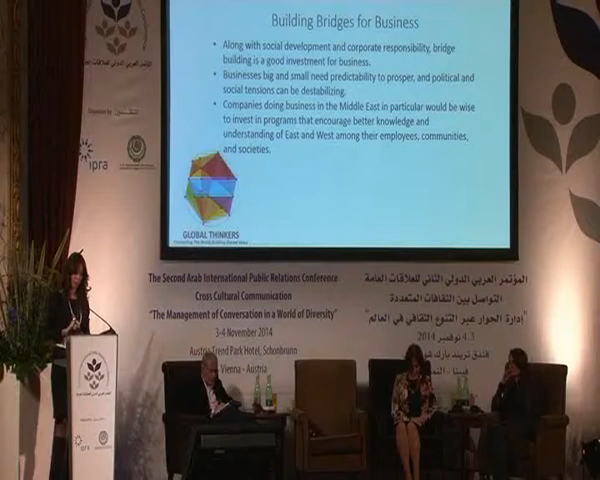 Building Bridges for Business
• Along with social development and corporate responsibility, bridge
building is a good investment for business.
• Businesses big and small need predictability to prosper, and political and
social tensions can be destabilizing.
• Companies doing business in the Middle East in particular would be wise
to invest in programs that encourage better knowledge and
understanding of East and West among their employees, communities,
and societies.
GLOBAL THINKERS
ipra
The Second Arab International Public Relations Conference
Cross Cultural Communication
"The Management of Conversation in a World of Diversity"
3-4 November 2014
Austria Trend Park Hotel, Schonbrunn
Vienna - Austria
المؤتمر العربي الدولي الثاني للعلاقات العامة
التواصل بين الثقافات المتعددة
"إدارة الحوار عبر التنوع الثقافي في العالم"
4.3 نوفمبر 2014
فندق تريند بارك
فيينا